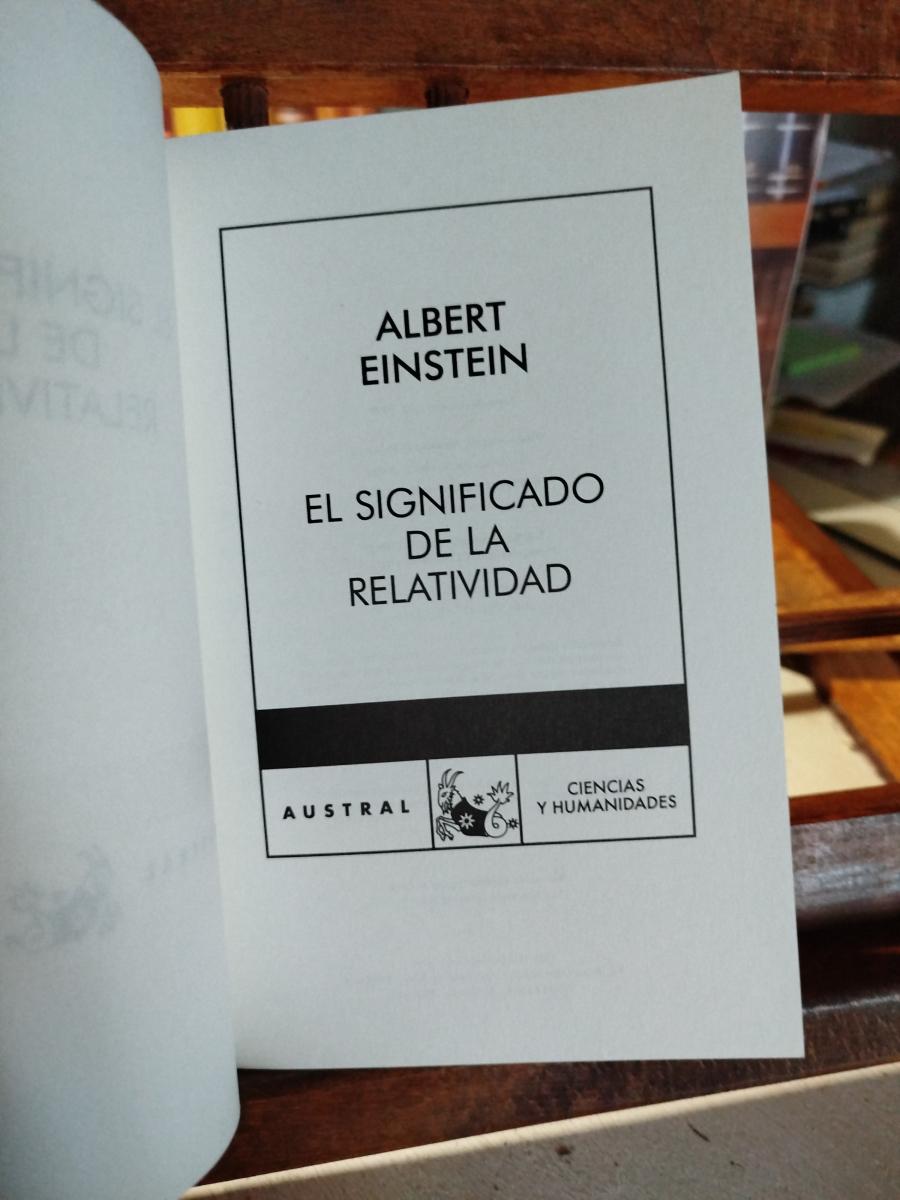 ALBERT
EINSTEIN
EL SIGNIFICADO
DE LA
RELATIVIDAD
AUSTRAL
CIENCIAS
Y HUMANIDADES